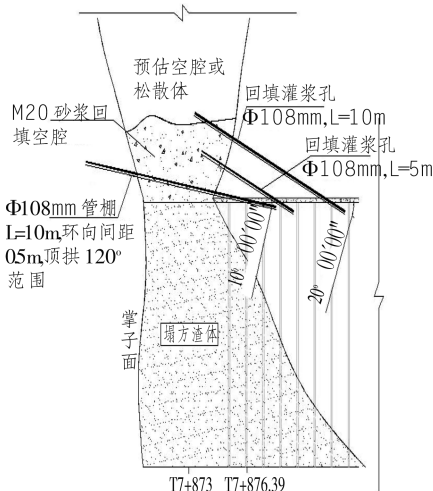 预估空腔或
松散体
M20 砂浆回
填空腔
回填灌浆孔
Φ108mm,L=10m
回填灌浆孔
Φ108mm,L=5m
Φ108mm 管棚
L=10m,环向间距
0.5m,顶拱 120°
范围
10° 00′00″
20° 00′00″
掌子面
塌方渣体
T7+873
T7+876.39